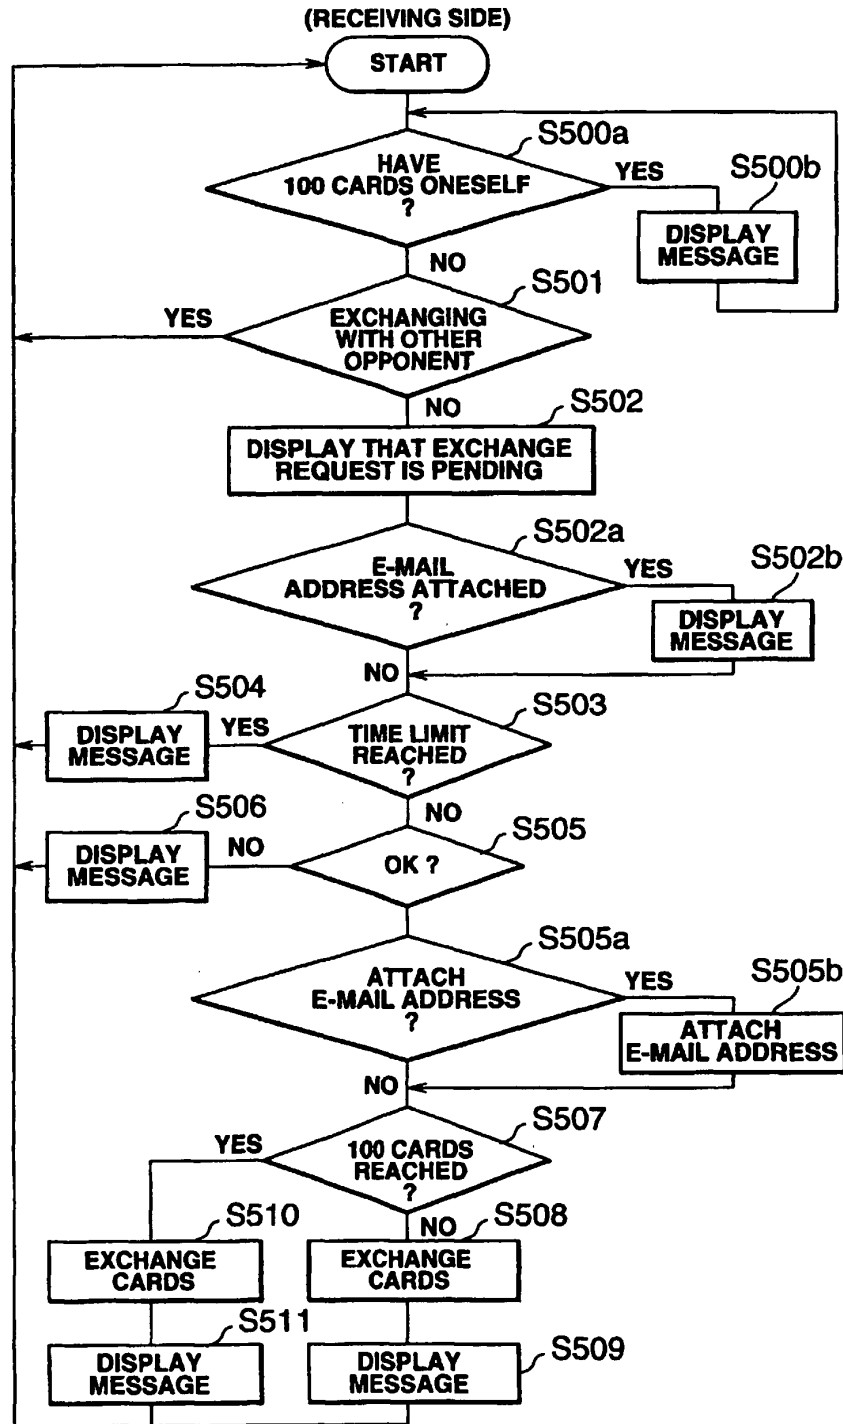 (RECEIVING SIDE)
START
S500a
HAVE
100 CARDS ONESELF
?
YES
S500b
DISPLAY
MESSAGE
NO
S501
YES
EXCHANGING
WITH OTHER
OPPONENT
NO
S502
DISPLAY THAT EXCHANGE
REQUEST IS PENDING
S502a
E-MAIL
ADDRESS ATTACHED
?
YES
S502b
DISPLAY
MESSAGE
NO
S504
DISPLAY
MESSAGE
YES
S503
TIME LIMIT
REACHED
?
NO
S506
DISPLAY
MESSAGE
NO
S505
OK ?
S505a
ATTACH
E-MAIL ADDRESS
?
YES
S505b
ATTACH
E-MAIL ADDRESS
NO
S507
YES
100 CARDS
REACHED
?
S510
NO
S508
EXCHANGE
CARDS
EXCHANGE
CARDS
S511
DISPLAY
MESSAGE
DISPLAY
MESSAGE
S509